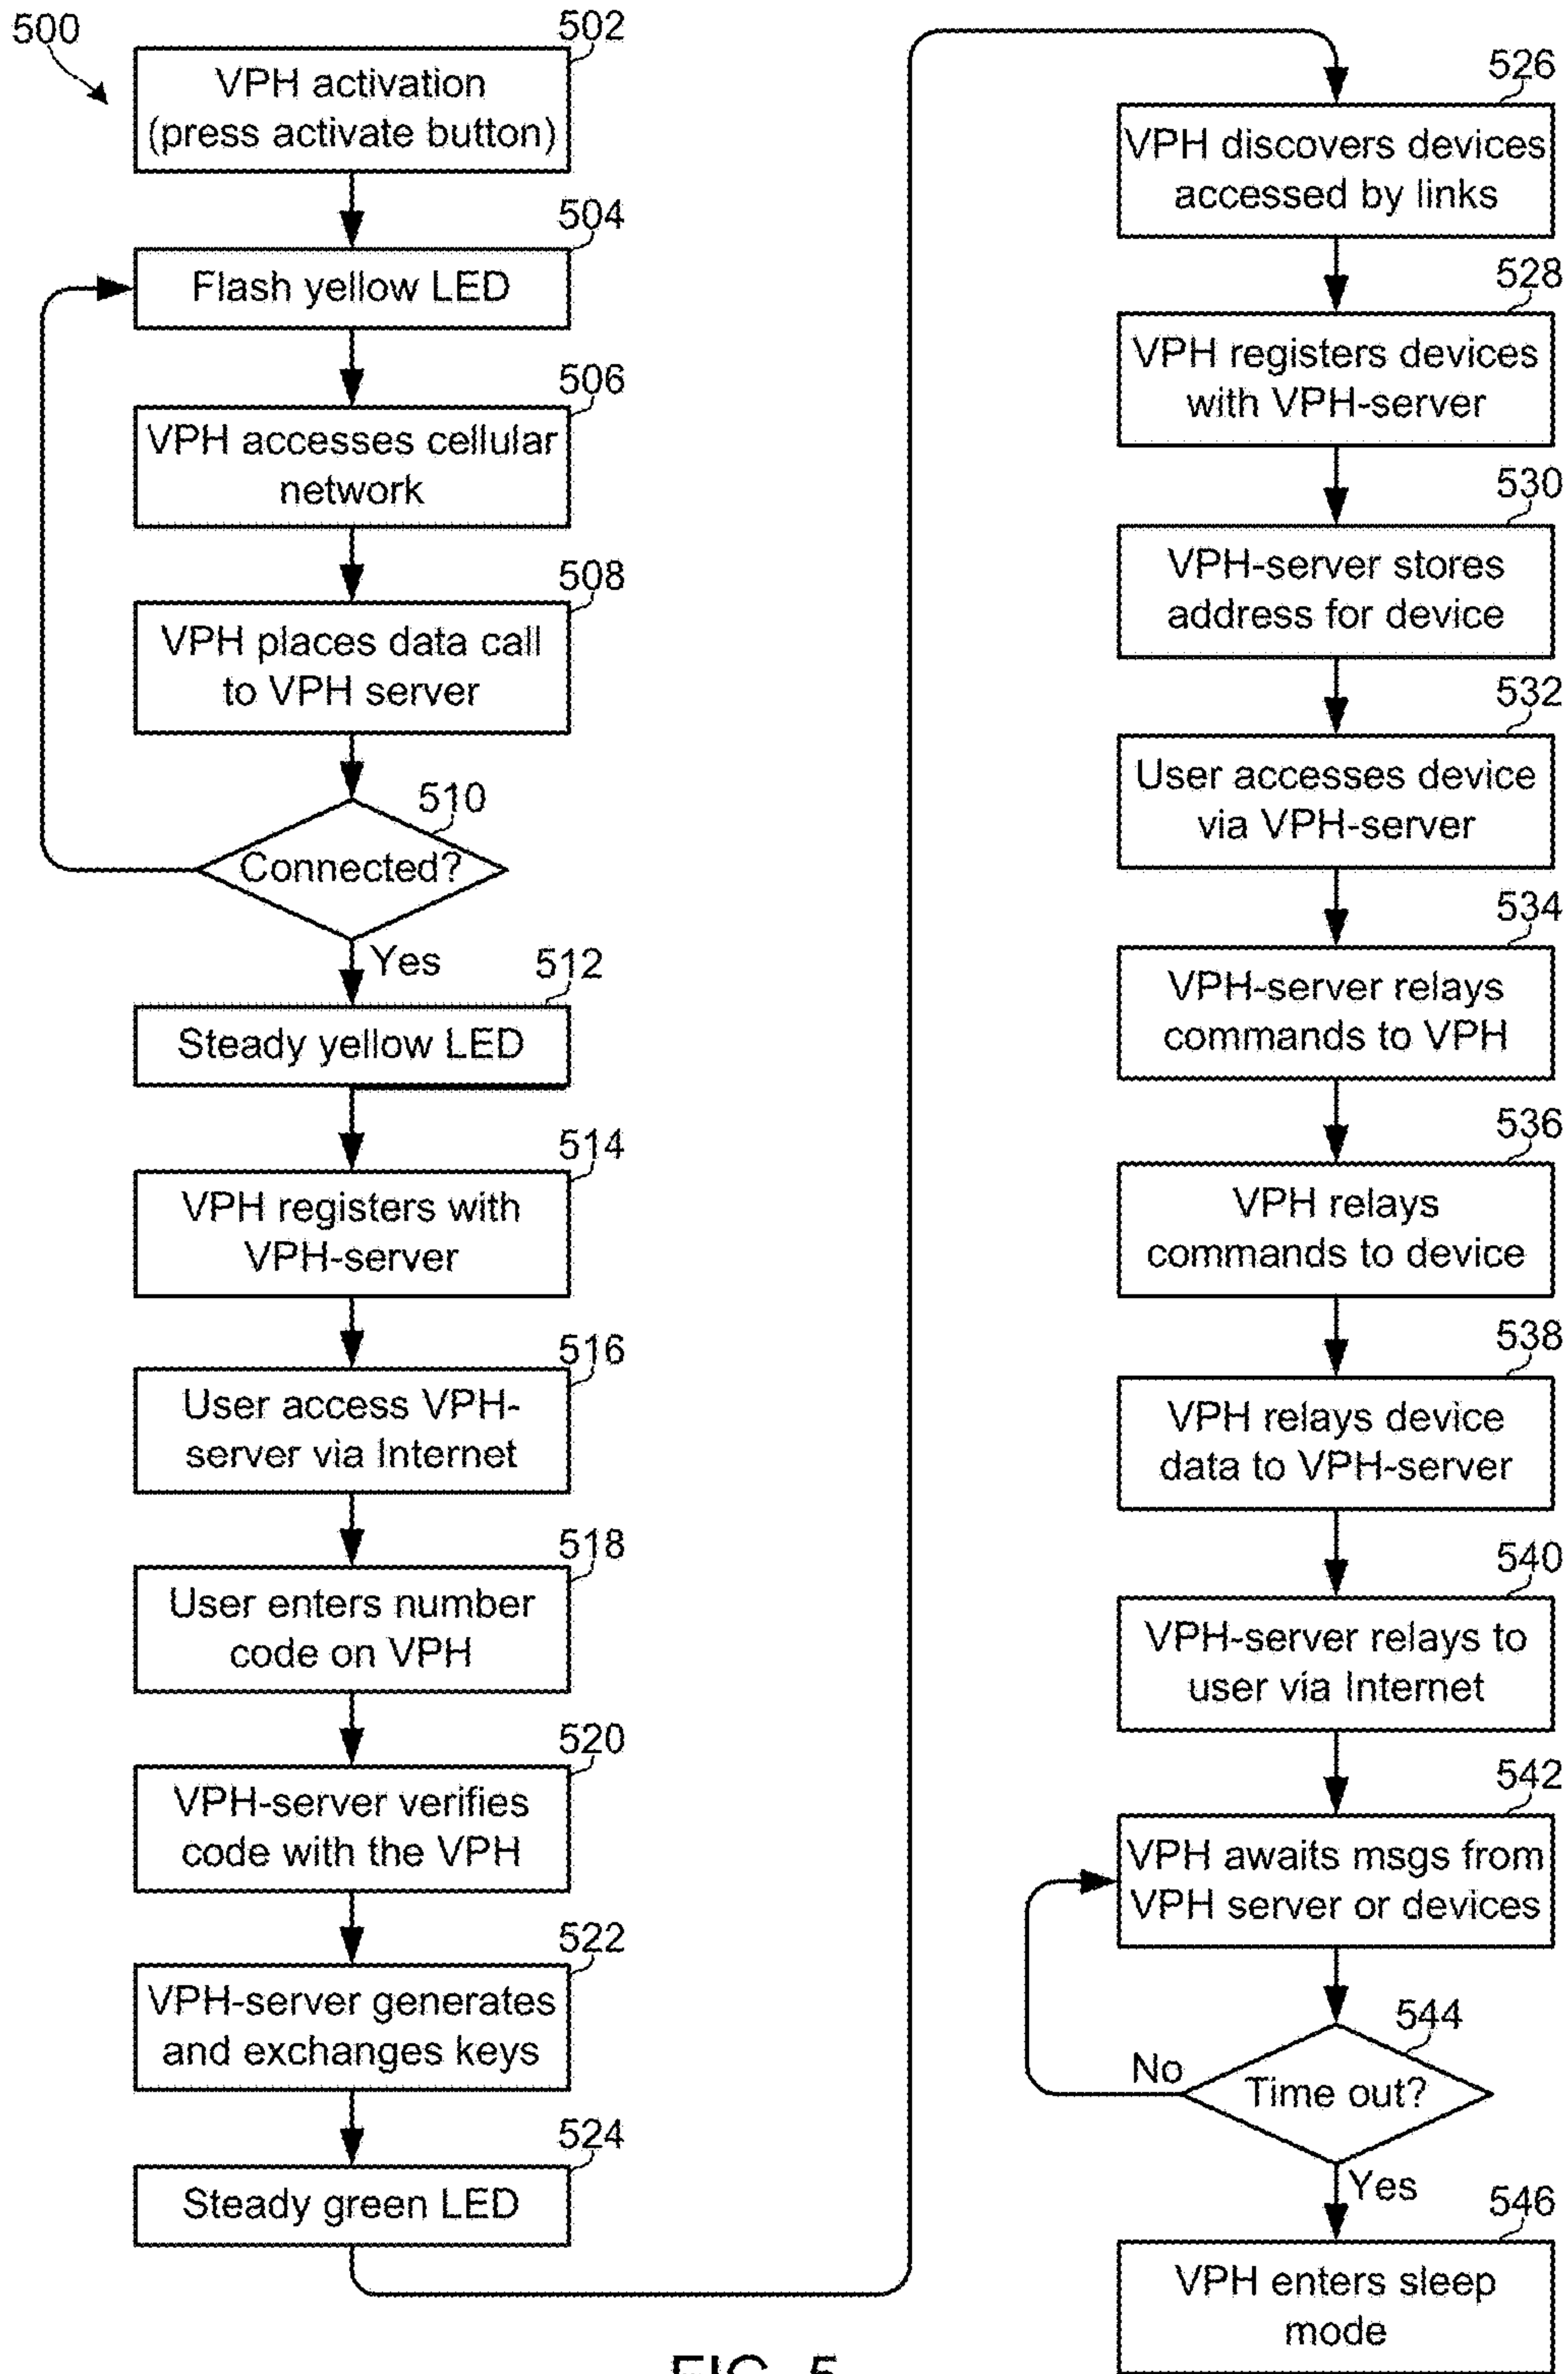 500
502
VPH activation
(press activate button)
504
Flash yellow LED
506
VPH accesses cellular
network
508
VPH places data call
to VPH server
510
Connected?
Yes
512
Steady yellow LED
514
VPH registers with
VPH-server
516
User access VPH-
server via Internet
518
User enters number
code on VPH
520
VPH-server verifies
code with the VPH
522
VPH-server generates
and exchanges keys
524
Steady green LED
526
VPH discovers devices
accessed by links
528
VPH registers devices
with VPH-server
530
VPH-server stores
address for device
532
User accesses device
via VPH-server
534
VPH-server relays
commands to VPH
536
VPH relays
commands to device
538
VPH relays device
data to VPH-server
540
VPH-server relays to
user via Internet
542
VPH awaits msgs from
VPH server or devices
544
No
Time out?
Yes
546
VPH enters sleep
mode
FIG. 5